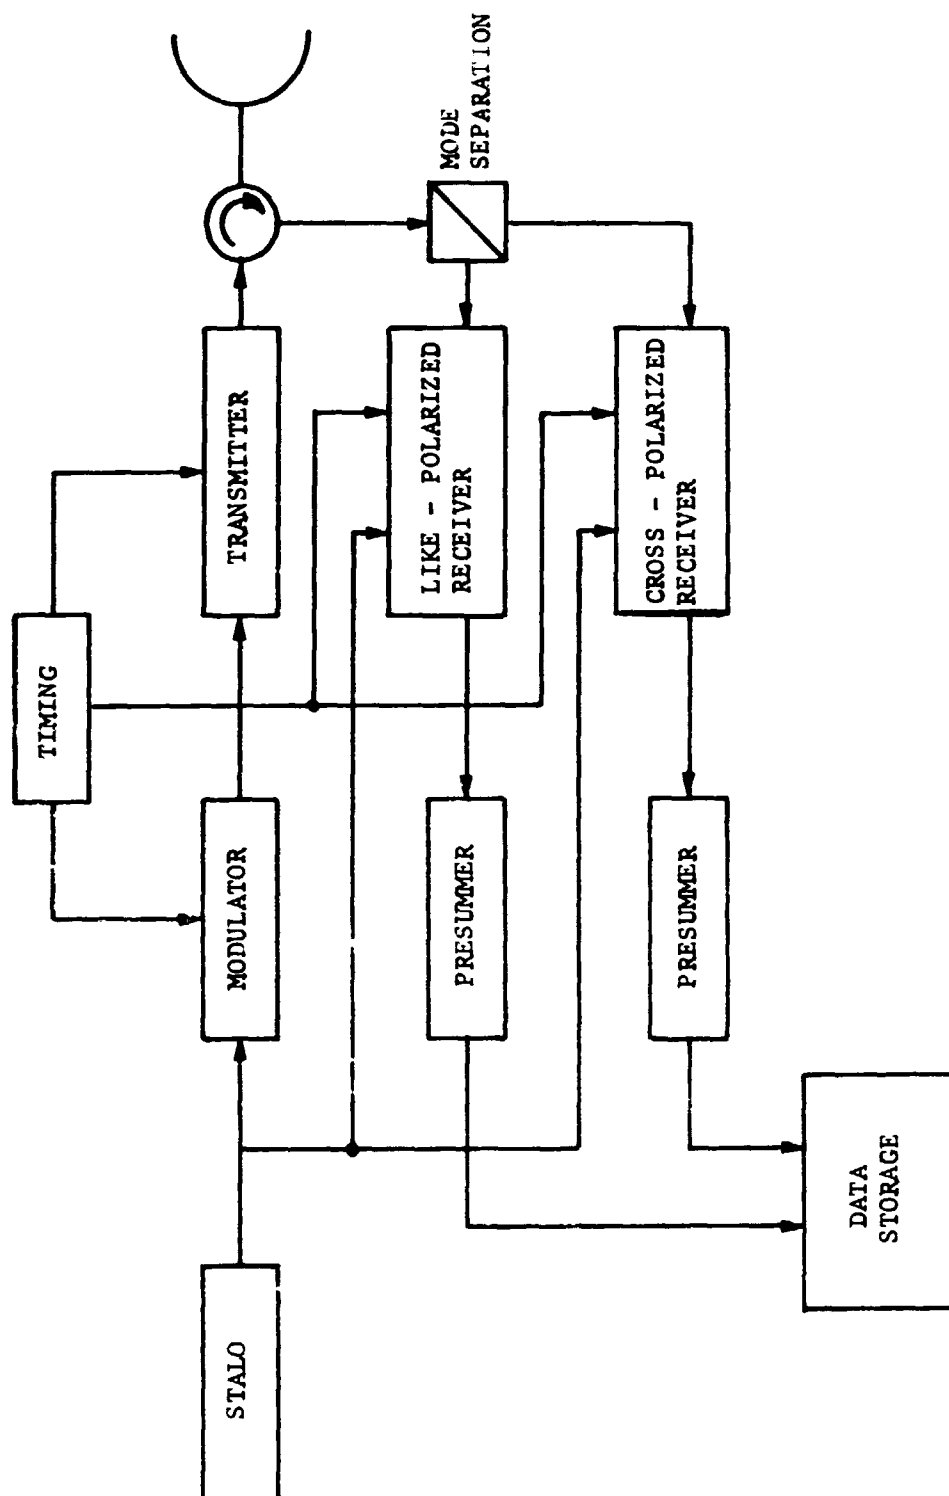 STALO
MODULATOR
TIMING
TRANSMITTER
MODE
SEPARATION
LIKE - POLARIZED
RECEIVER
PRESUMMER
CROSS - POLARIZED
RECEIVER
PRESUMMER
DATA
STORAGE